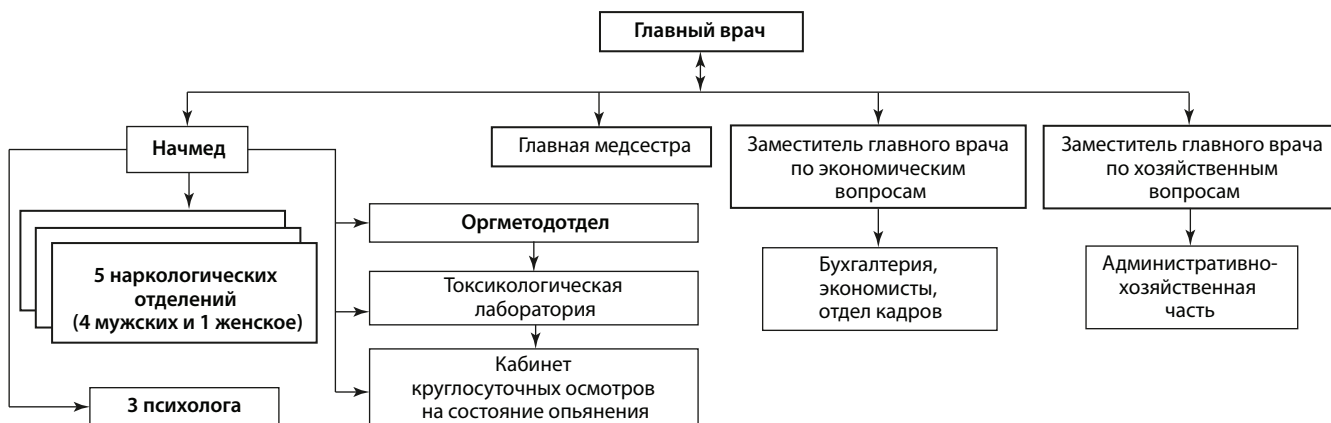 Главный врач
Начмед
Главная медсестра
Заместитель главного врача
по экономическим
вопросам
Заместитель главного врача
по хозяйственным
вопросам
5 наркологических
отделений
(4 мужских и 1 женское)
Оргметодотдел
Токсикологическая
лаборатория
Кабинет
круглосуточных осмотров
на состояние опьянения
Бухгалтерия,
экономисты,
отдел кадров
Административно-
хозяйственная
часть
3 психолога